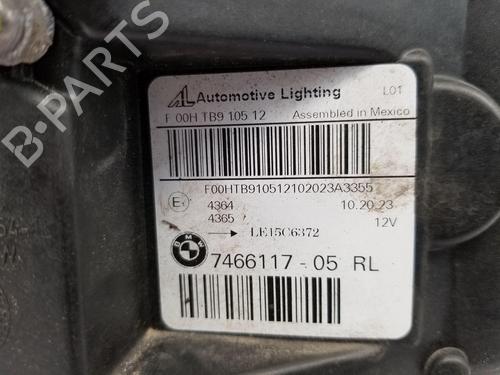 B-PARTS
AL Automotive Lighting L01
F 00H TB9 105 12 Assembled in Mexico
F00HTB910512102023A3355
E
4364 10.20.23
4365 12V
→ LE15C6372
BMW
7466117 - 05 RL